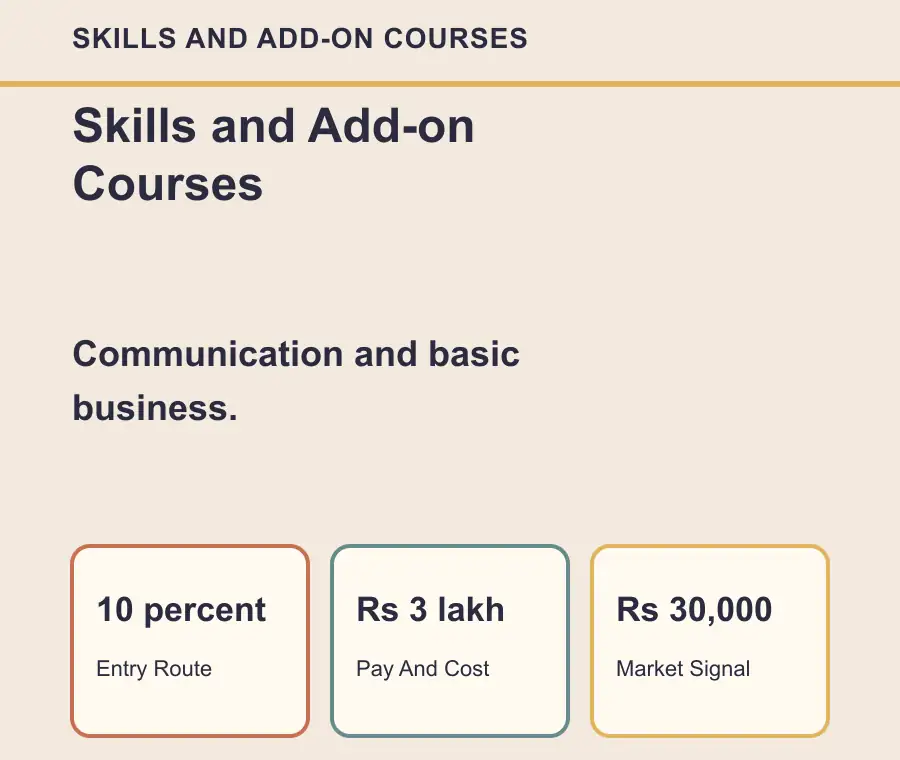 SKILLS AND ADD-ON COURSES
Skills and Add-on
Courses
Communication and basic
business.
10 percent
Entry Route
Rs 3 lakh
Pay And Cost
Rs 30,000
Market Signal